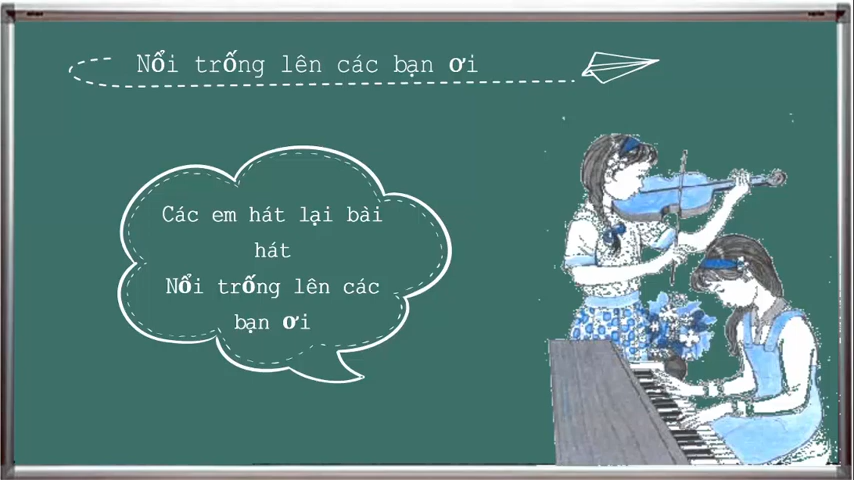 Nổi trống lên các bạn ơi
Các em hát lại bài
hát
Nổi trống lên các
bạn ơi